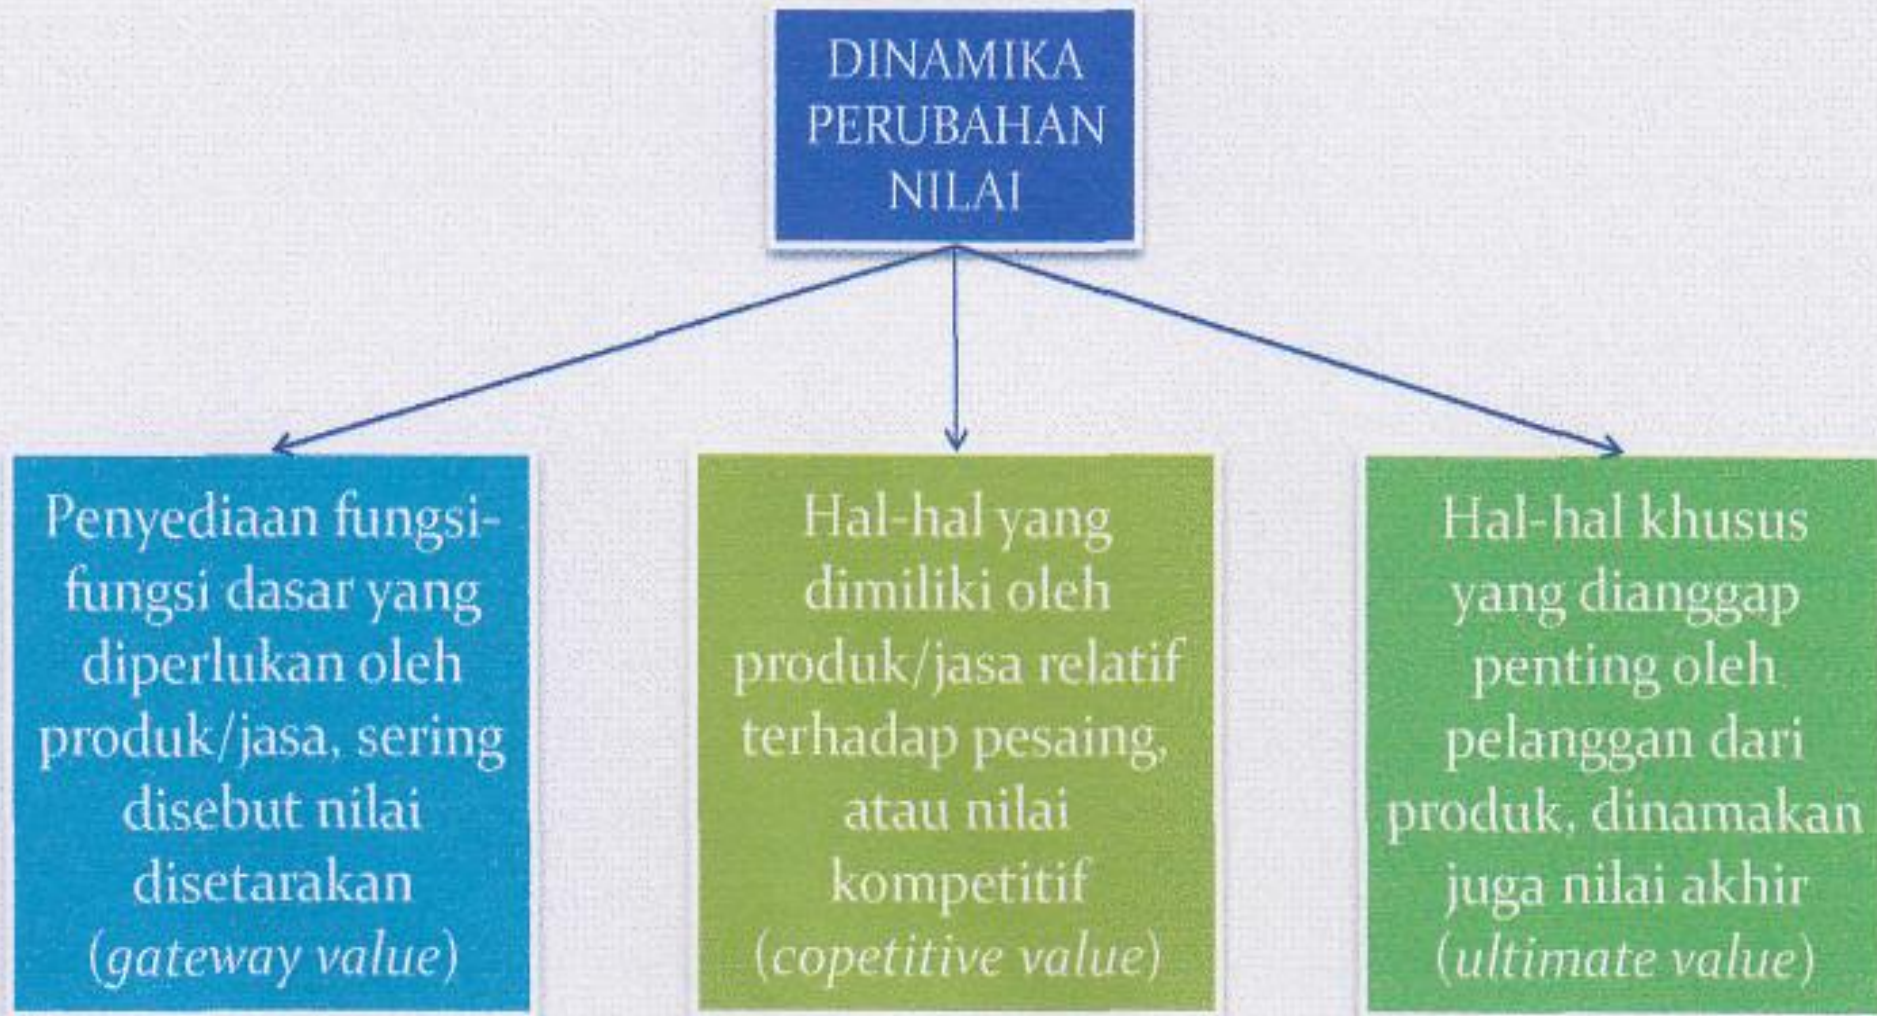 DINAMIKA
PERUBAHAN
NILAI
Penyediaan fungsi-
fungsi dasar yang
diperlukan oleh
produk/jasa, sering
disebut nilai
disetarakan
(gateway value)
Hal-hal yang
dimiliki oleh
produk/jasa relatif
terhadap pesaing,
atau nilai
kompetitif
(copetitive value)
Hal-hal khusus
yang dianggap
penting oleh
pelanggan dari
produk, dinamakan
juga nilai akhir
(ultimate value)